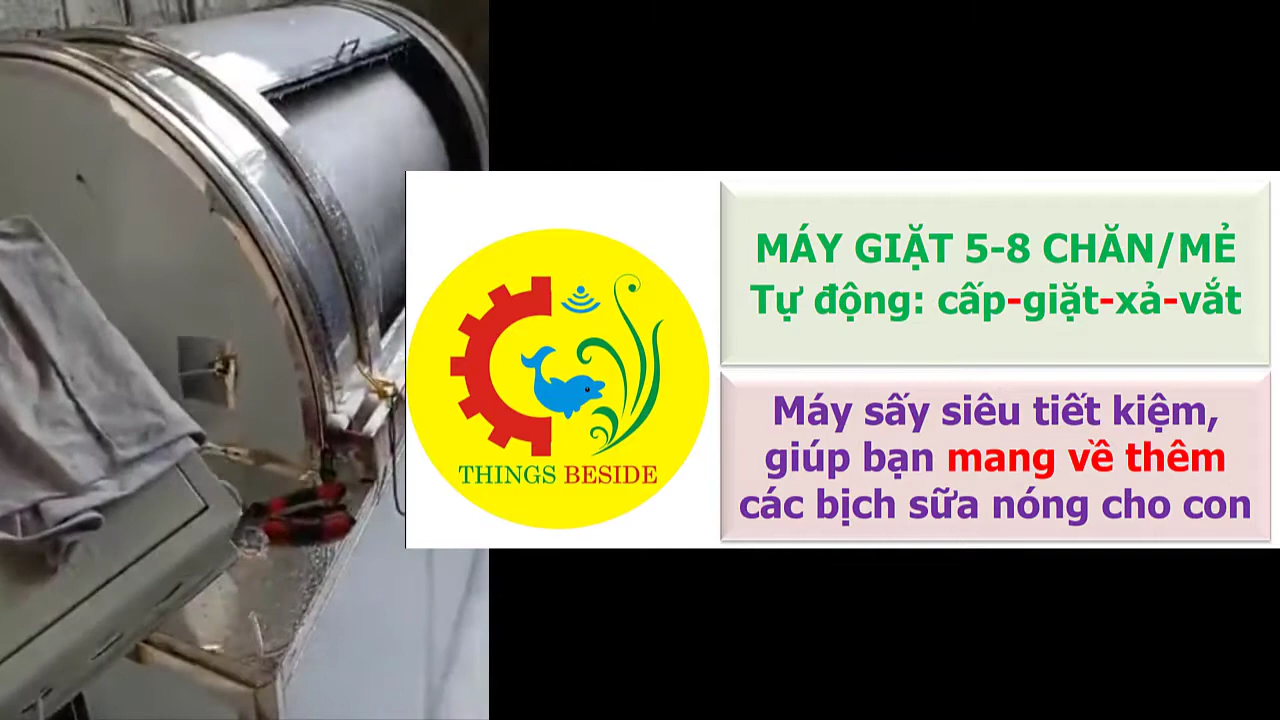 THINGS BESIDE
MÁY GIẶT 5-8 CHĂN/MẺ
Tự động: cấp-giặt-xả-vắt
Máy sấy siêu tiết kiệm,
giúp bạn mang về thêm
các bịch sữa nóng cho con